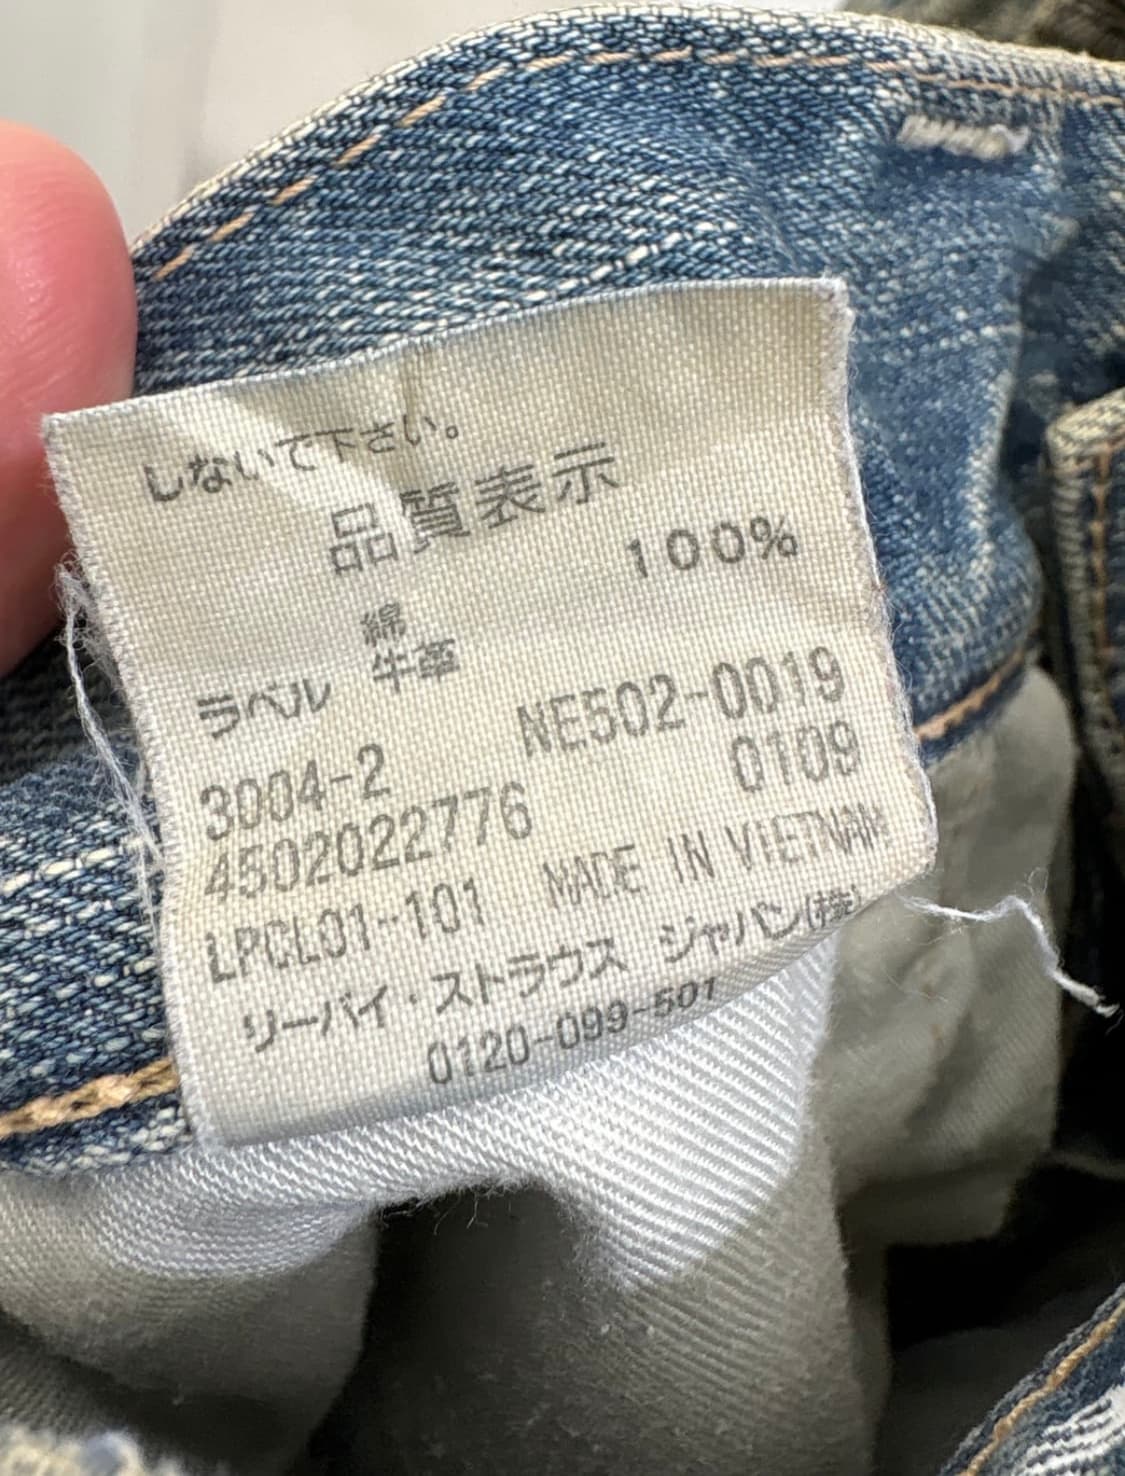 しないで下さい。
品質表示
綿 100%
ラベル 牛革
3004-2 NE502-0019
4502022776 0109
LPCL01-101 MADE IN VIETNAM
リーバイ・ストラウス ジャパン(株)
0120-099-501